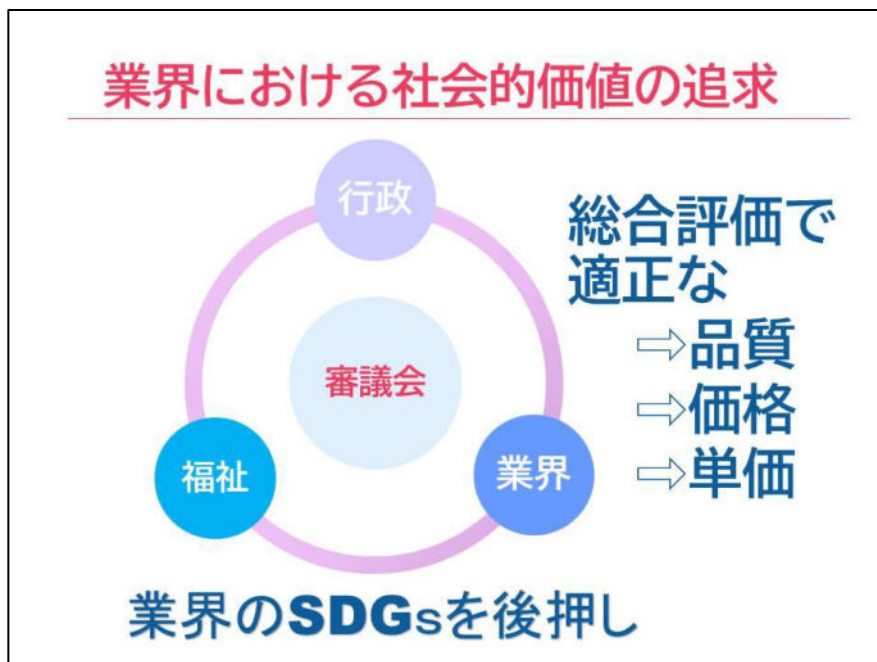 業界における社会的価値の追求
行政
審議会
福祉
業界
総合評価で
適正な
⇨品質
⇨価格
⇨単価
業界のSDGsを後押し